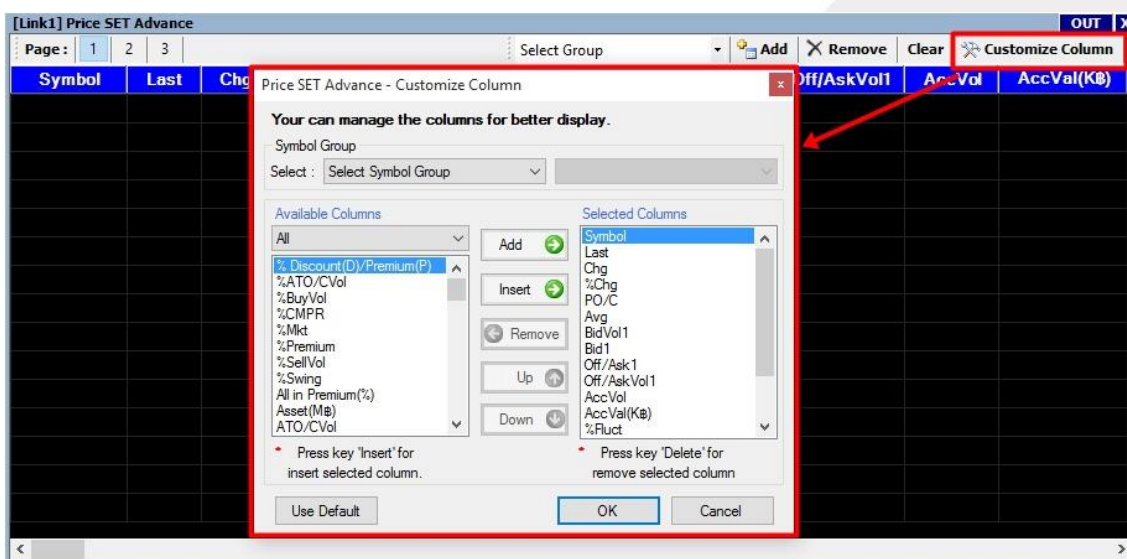 [Link1] Price SET Advance OUT X
Page : 1 2 3 Select Group Add Remove Clear Customize Column
Symbol Last Chg Off/AskVol1 AccVol AccVal(K฿)
Price SET Advance - Customize Column
Your can manage the columns for better display.
Symbol Group
Select : Select Symbol Group
Available Columns Selected Columns
All
% Discount(D)/Premium(P)
%ATO/CVol
%BuyVol
%CMPR
%Mkt
%Premium
%SellVol
%Swing
All in Premium(%)
Asset(M฿)
ATO/CVol
Add
Insert
Remove
Up
Down
Symbol
Last
Chg
%Chg
PO/C
Avg
BidVol1
Bid1
Off/Ask1
Off/AskVol1
AccVol
AccVal(K฿)
%Fluct
* Press key 'Insert' for
insert selected column.
* Press key 'Delete' for
remove selected column
Use Default OK Cancel